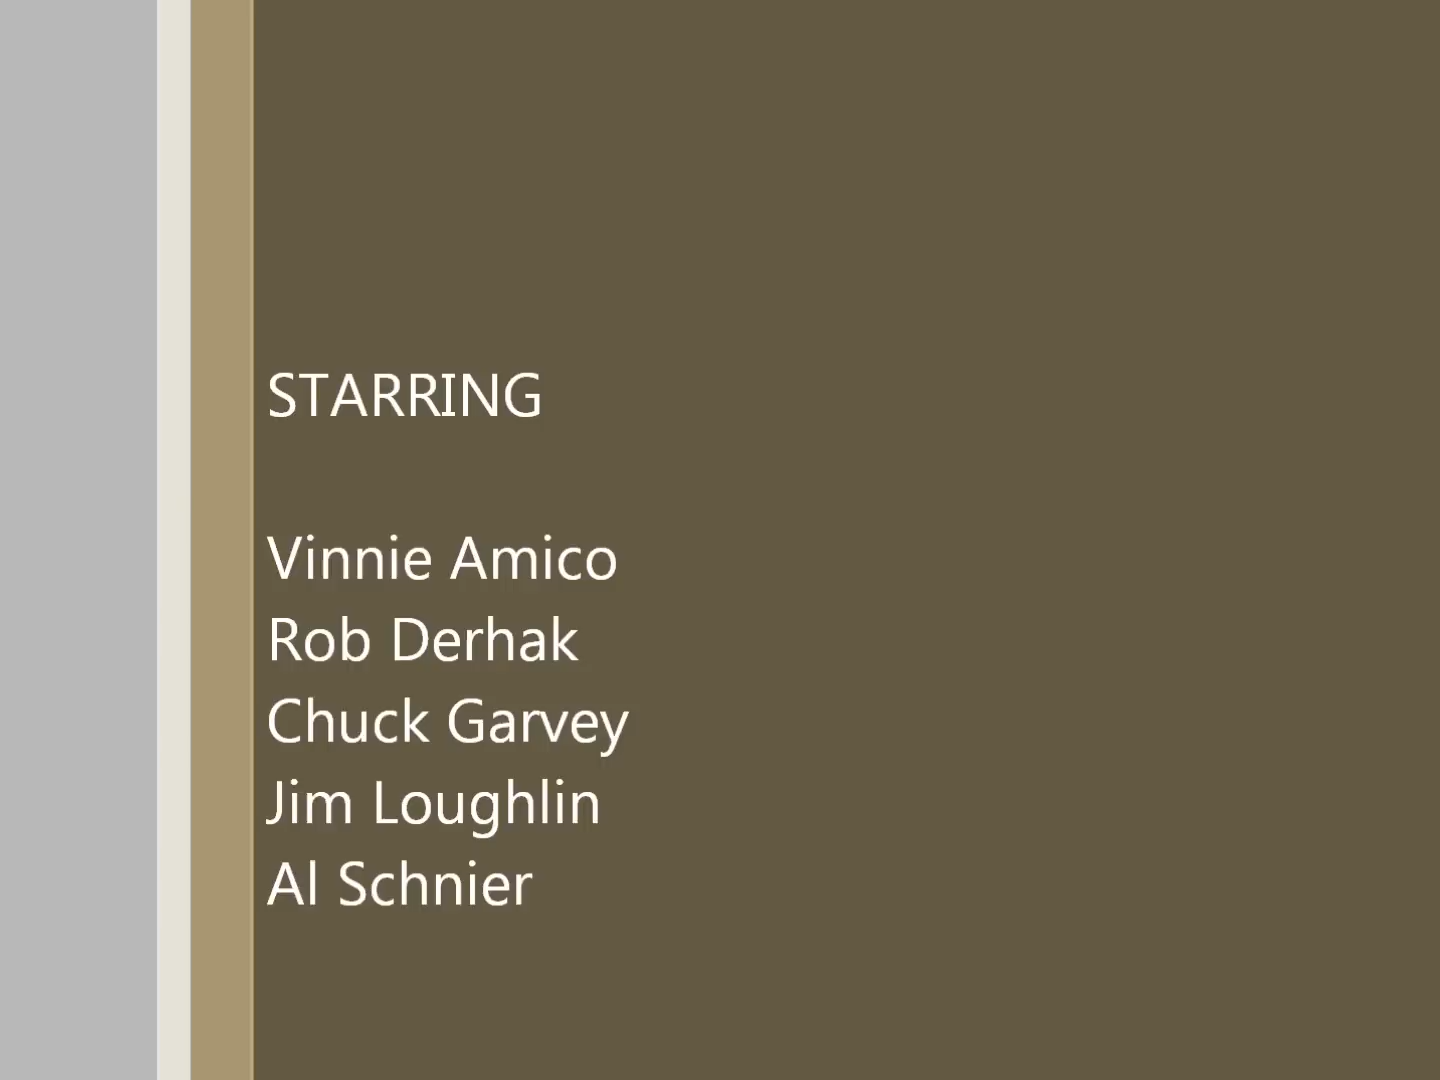 STARRING
Vinnie Amico
Rob Derhak
Chuck Garvey
Jim Loughlin
Al Schnier